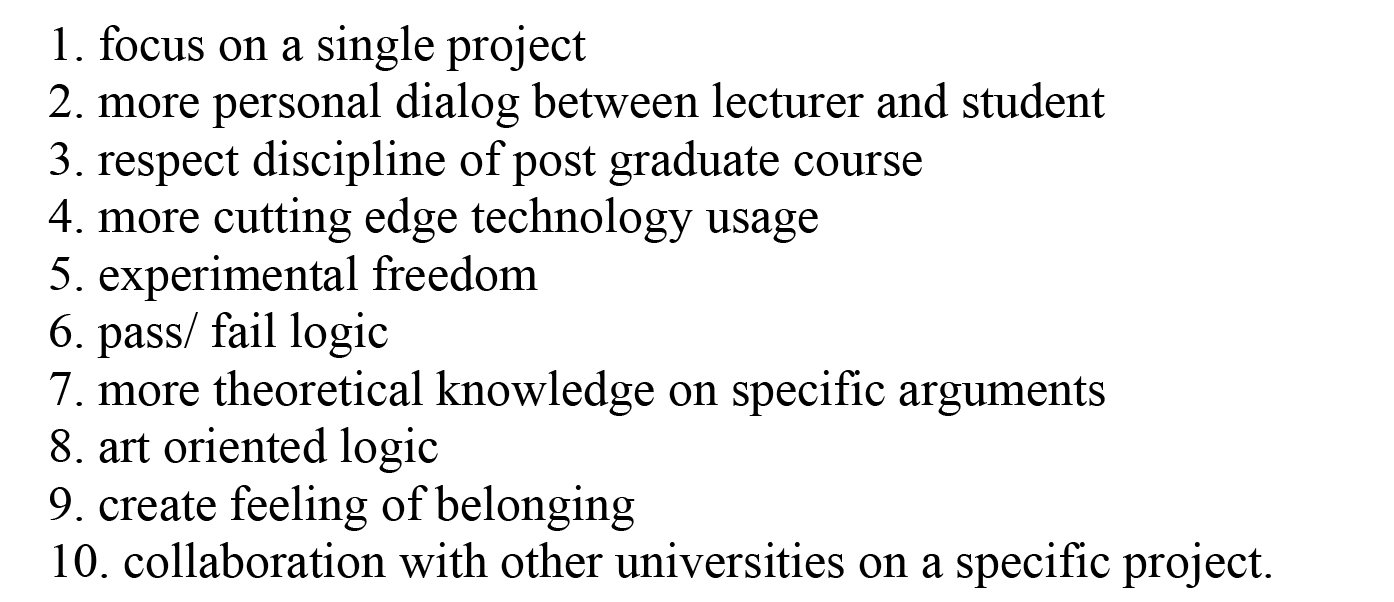 1. focus on a single project
2. more personal dialog between lecturer and student
3. respect discipline of post graduate course
4. more cutting edge technology usage
5. experimental freedom
6. pass/ fail logic
7. more theoretical knowledge on specific arguments
8. art oriented logic
9. create feeling of belonging
10. collaboration with other universities on a specific project.